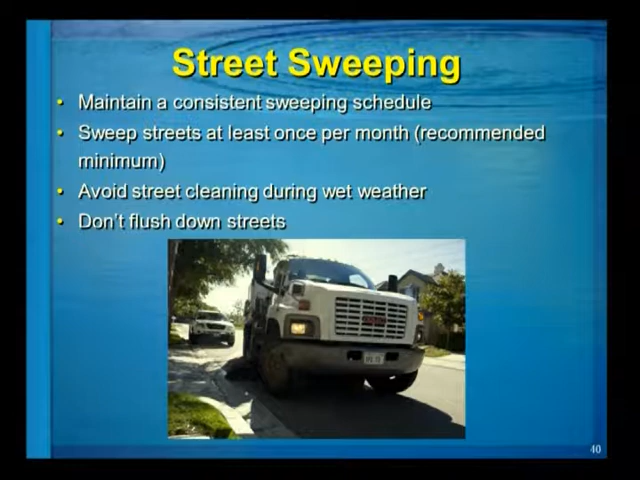 Street Sweeping
• Maintain a consistent sweeping schedule
• Sweep streets at least once per month (recommended
minimum)
• Avoid street cleaning during wet weather
• Don't flush down streets
40